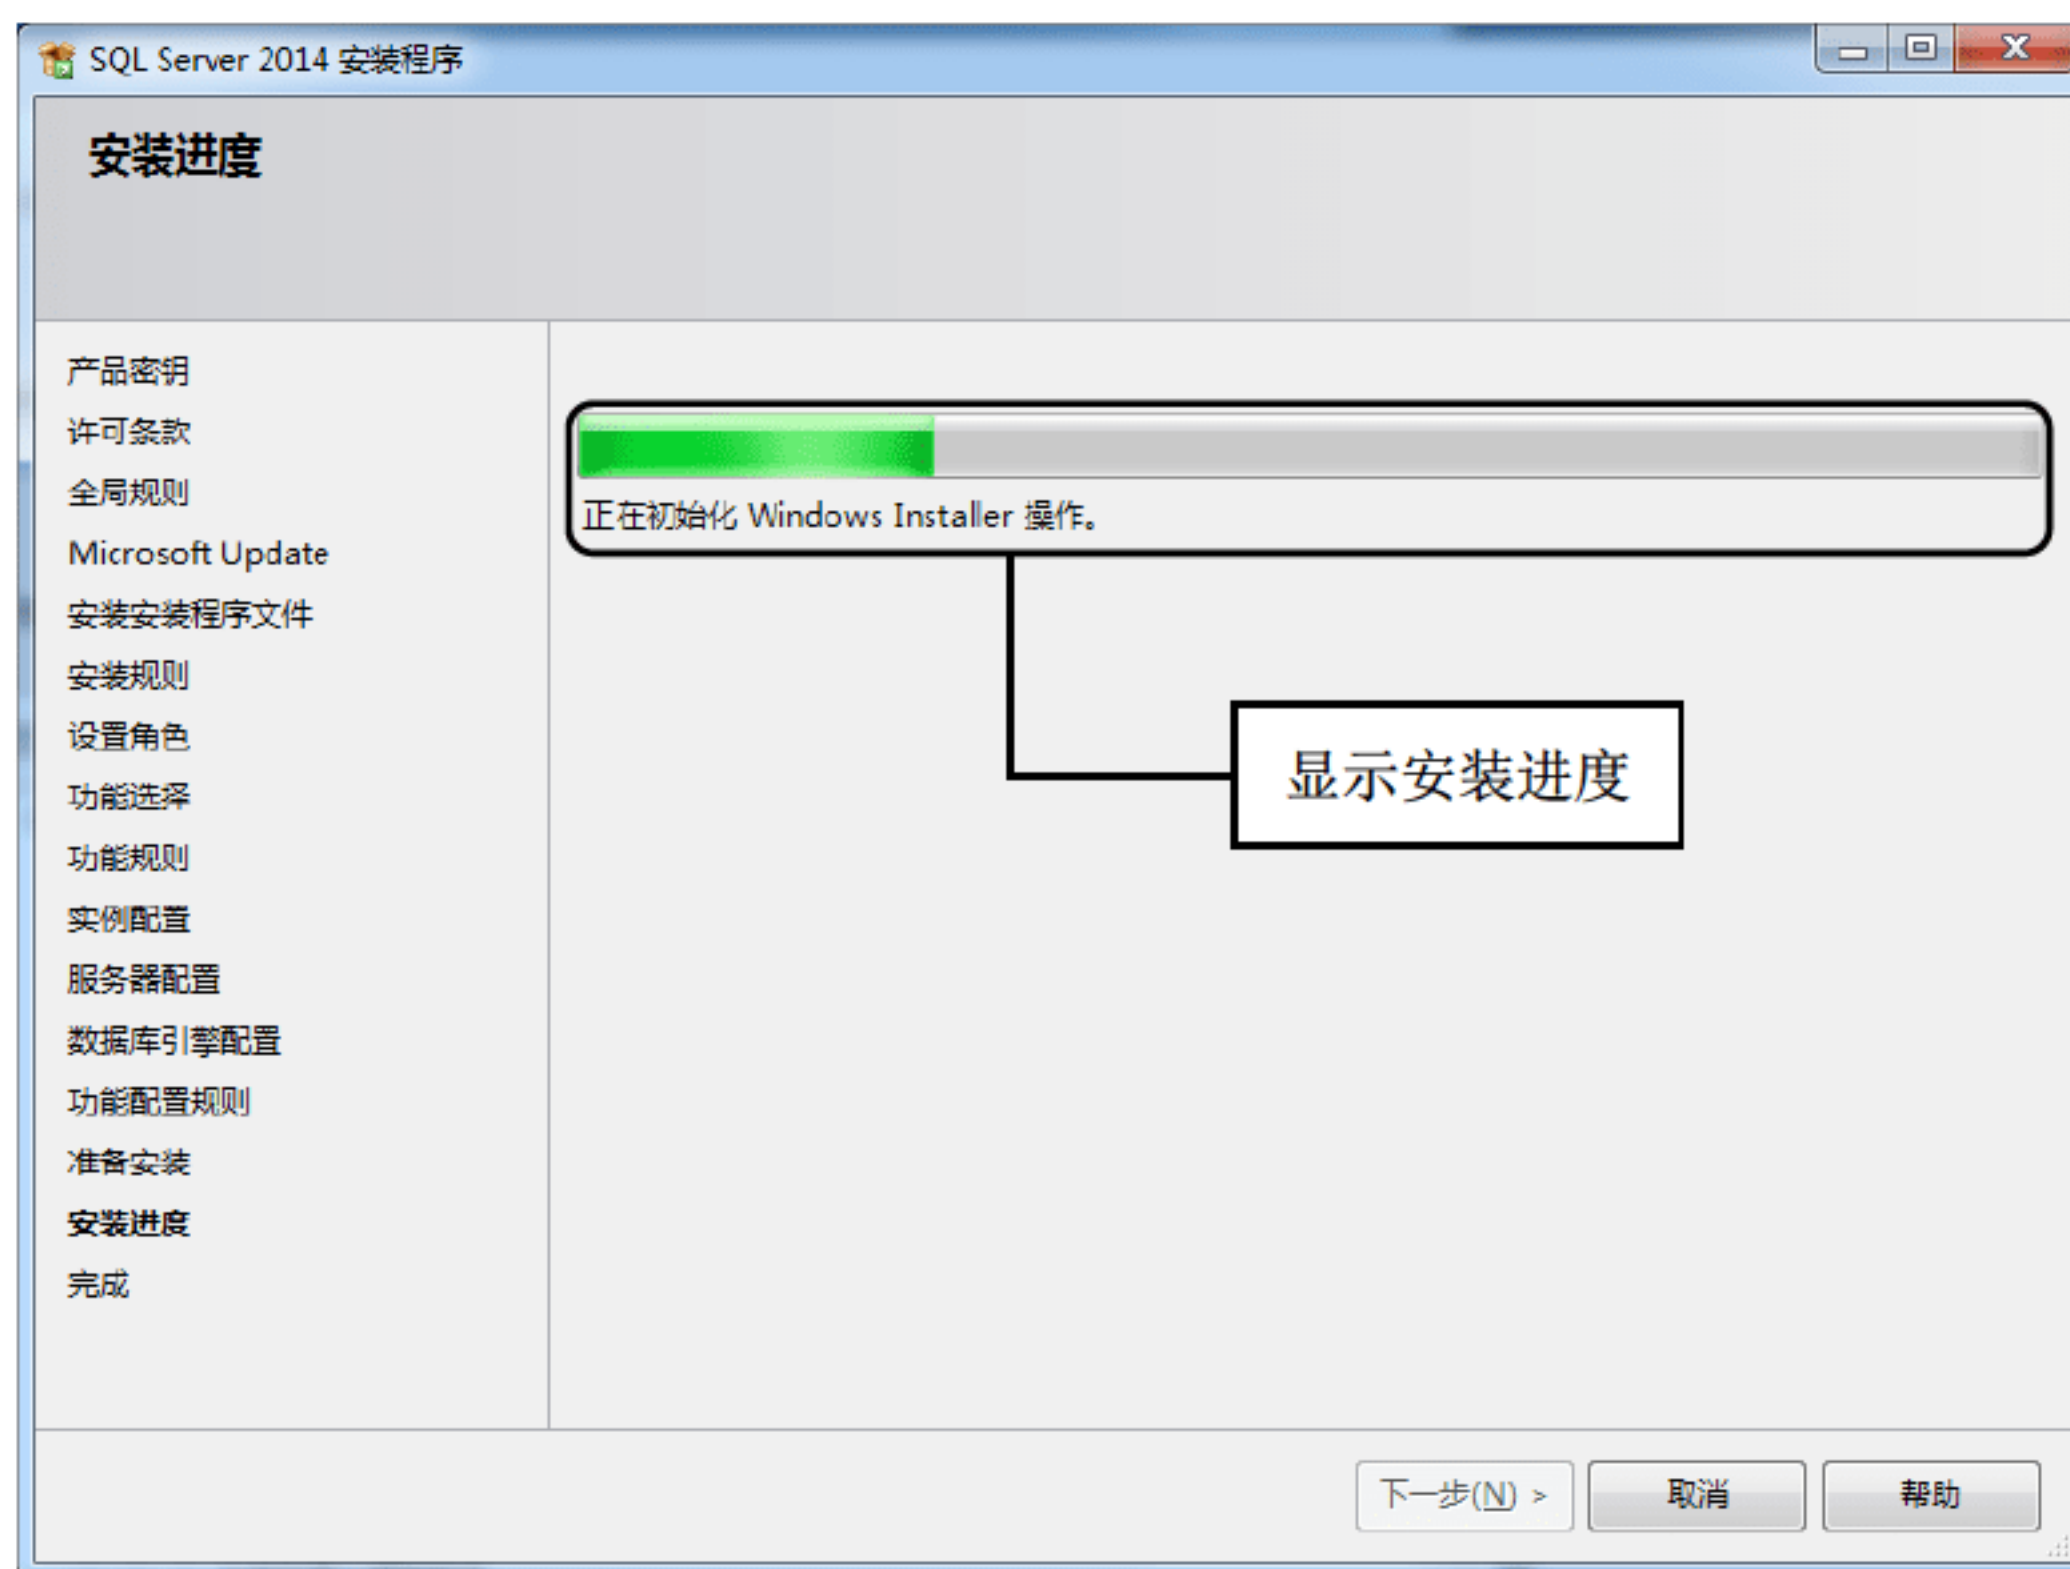 SQL Server 2014 安装程序
安装进度
产品密钥
许可条款
全局规则
Microsoft Update
安装安装程序文件
安装规则
设置角色
功能选择
功能规则
实例配置
服务器配置
数据库引擎配置
功能配置规则
准备安装
安装进度
完成
正在初始化 Windows Installer 操作。
显示安装进度
下一步(N) >
取消
帮助